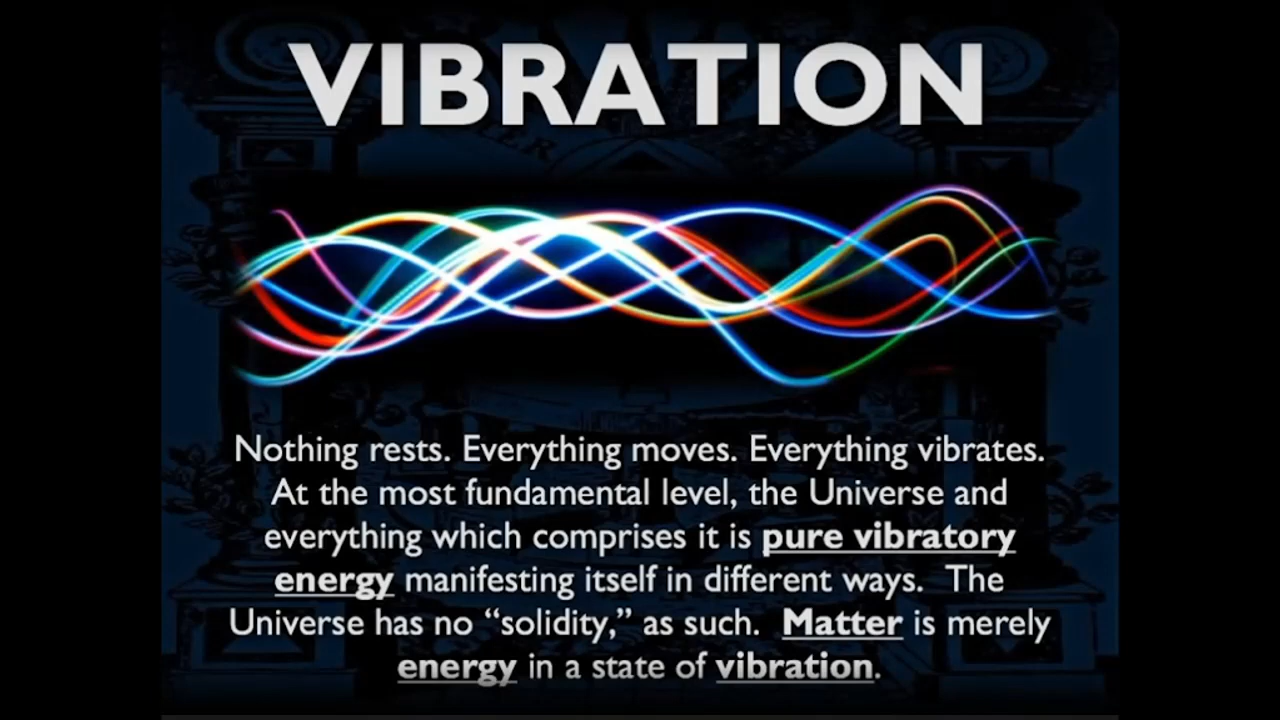 VIBRATION
Nothing rests. Everything moves. Everything vibrates.
At the most fundamental level, the Universe and
everything which comprises it is pure vibratory
energy manifesting itself in different ways. The
Universe has no “solidity,” as such. Matter is merely
energy in a state of vibration.